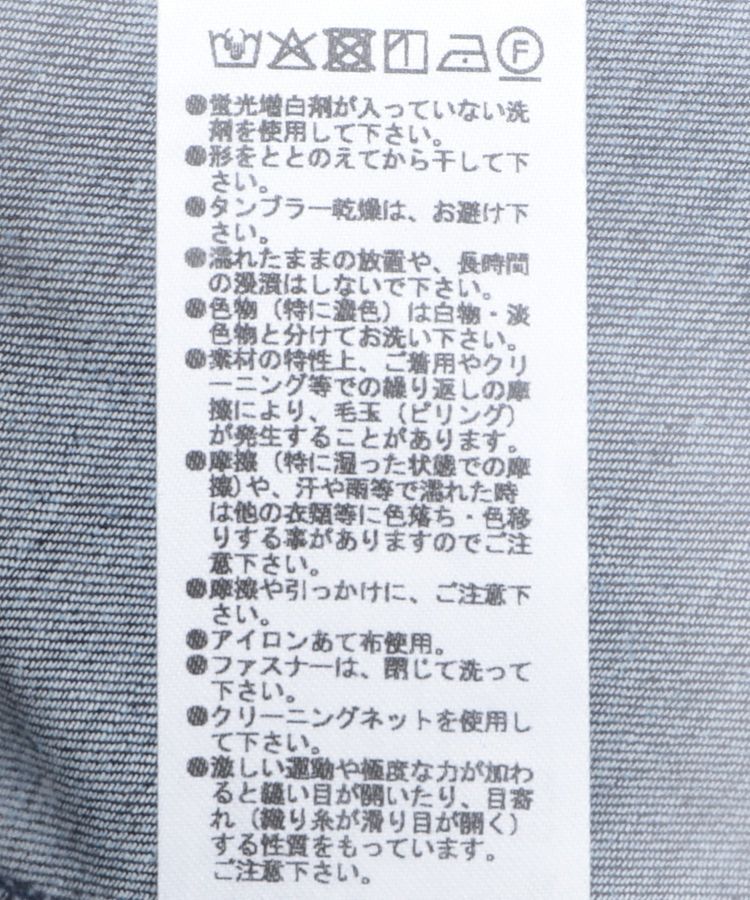 F
●蛍光増白剤が入っていない洗
剤を使用して下さい。
●形をととのえてから干して下
さい。
●タンブラー乾燥は、お避け下
さい。
●濡れたままの放置や、長時間
の浸漬はしないで下さい。
●色物（特に濃色）は白物・淡
色物と分けてお洗い下さい。
●素材の特性上、ご着用やクリ
ーニング等での繰り返しの摩
擦により、毛玉（ピリング）
が発生することがあります。
●摩擦（特に湿った状態での摩
擦)や、汗や雨等で濡れた時
は他の衣類等に色落ち・色移
りする事がありますのでご注
意下さい。
●摩擦や引っかけに、ご注意下
さい。
●アイロンあて布使用。
●ファスナーは、閉じて洗って
下さい。
●クリーニングネットを使用し
て下さい。
●激しい運動や極度な力が加わ
ると縫い目が開いたり、目寄
れ（織り糸が滑り目が開く）
する性質をもっています。
ご注意下さい。